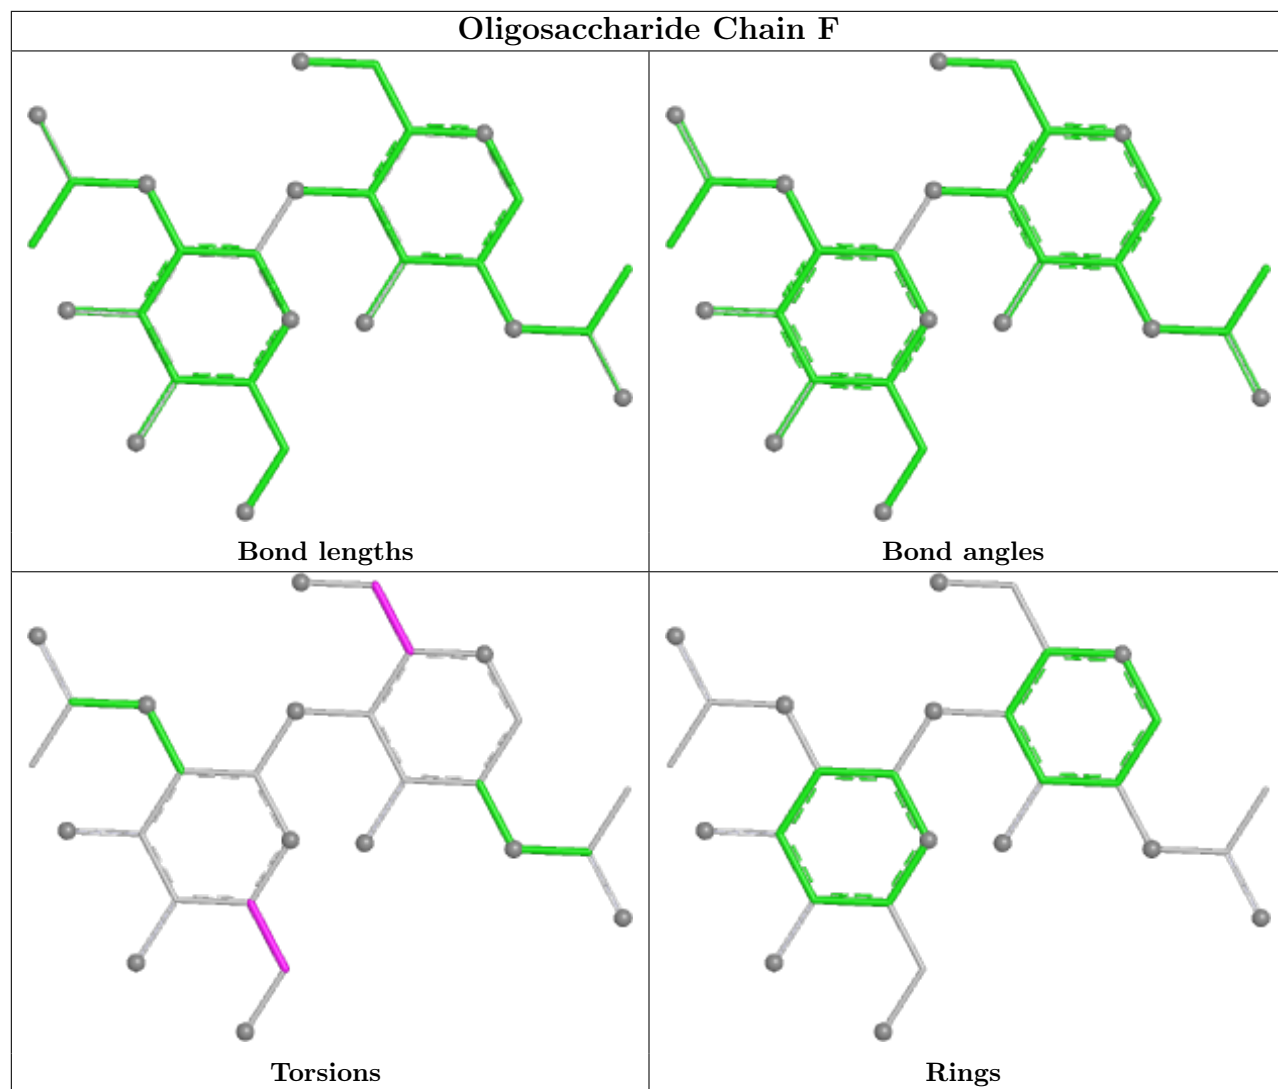 Oligosaccharide Chain F
Bond lengths
Bond angles
Torsions
Rings